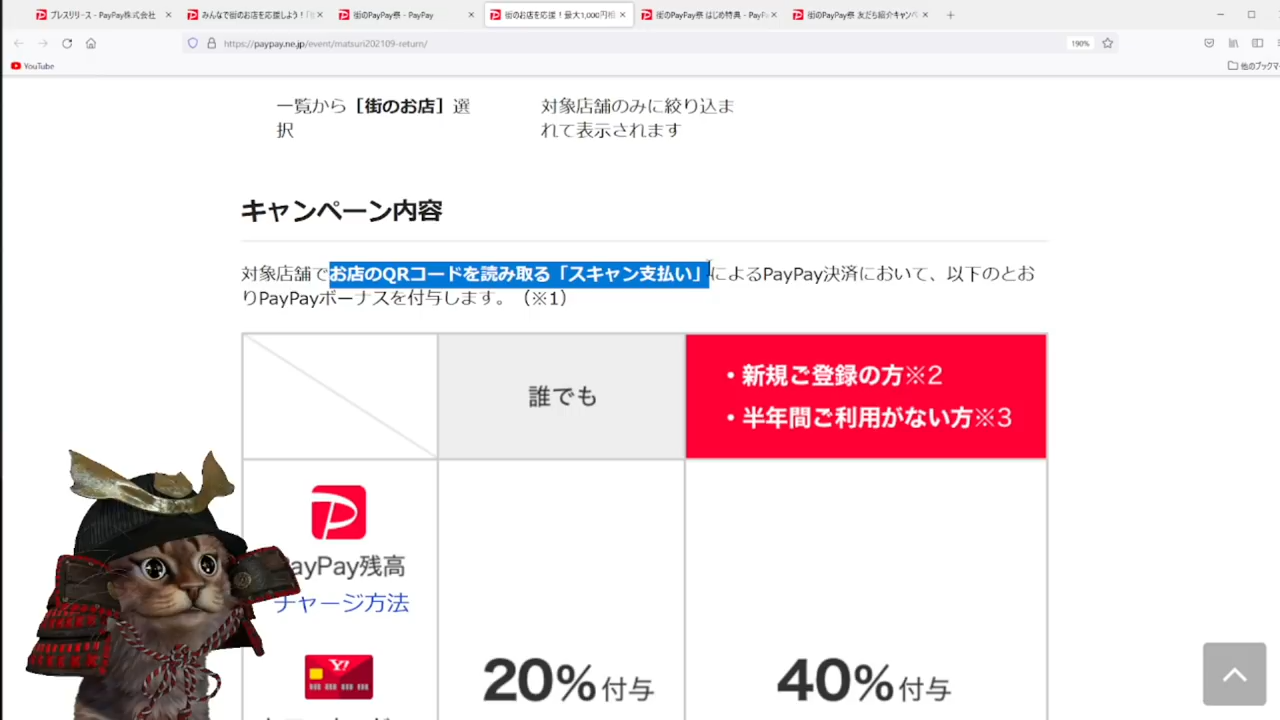 プレスリリース - PayPay株式会社
みんなで街のお店を応援しよう！「街
街のPayPay祭 - PayPay
街のお店を応援！最大1,000円相
街のPayPay祭 はじめ特典 - PayP
街のPayPay祭 友だち紹介キャンペ
https://paypay.ne.jp/event/matsuri202109-return/
190%
YouTube
他のブックマ
一覧から［街のお店］選
択
対象店舗のみに絞り込ま
れて表示されます
キャンペーン内容
対象店舗でお店のQRコードを読み取る「スキャン支払い」によるPayPay決済において、以下のとお
りPayPayボーナスを付与します。（※1）
誰でも
・新規ご登録の方※2
・半年間ご利用がない方※3
PayPay残高
チャージ方法
Y!
20%付与
40%付与